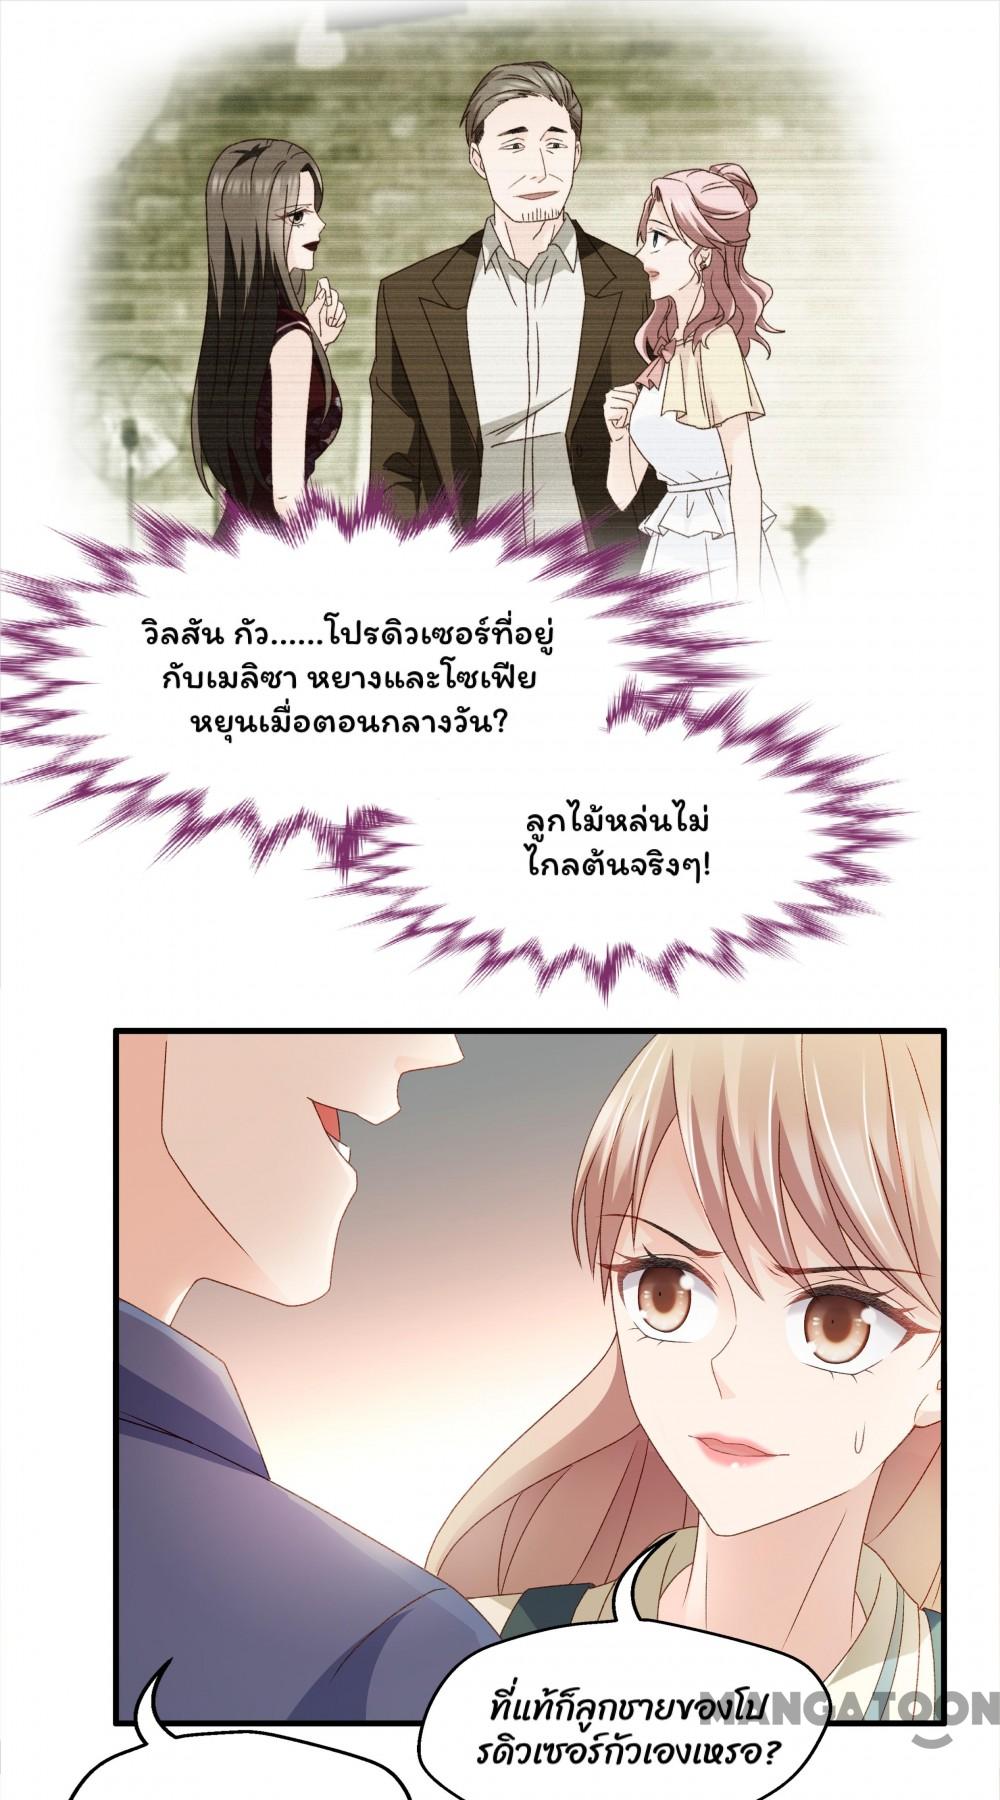 วิลสัน กัว......โปรดิวเซอร์ที่อยู่
กับเมลิซา หยางและโซเฟีย
หยุนเมื่อตอนกลางวัน?
ลูกไม้หล่นไม่
ไกลต้นจริงๆ!
ที่แท้ก็ลูกชายของโป
รดิวเซอร์กัวเองเหรอ?
MANGATOON